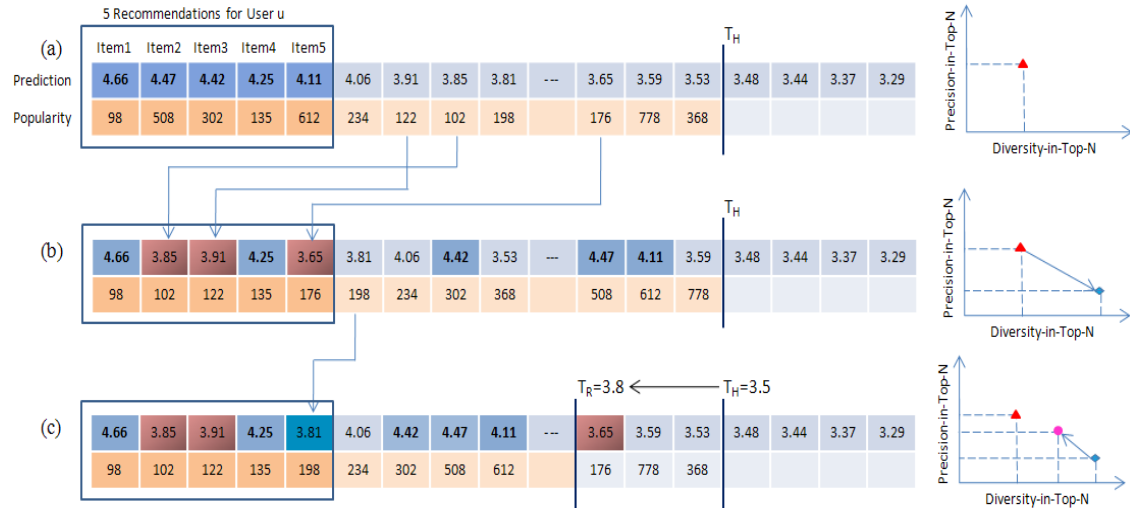 5 Recommendations for User u
(a) Item1 Item2 Item3 Item4 Item5 T_H
Prediction 4.66 4.47 4.42 4.25 4.11 4.06 3.91 3.85 3.81 --- 3.65 3.59 3.53 3.48 3.44 3.37 3.29
Popularity 98 508 302 135 612 234 122 102 198 176 778 368
Precision-in-Top-N
Diversity-in-Top-N
T_H
(b) 4.66 3.85 3.91 4.25 3.65 3.81 4.06 4.42 3.53 --- 4.47 4.11 3.59 3.48 3.44 3.37 3.29
98 102 122 135 176 198 234 302 368 508 612 778
Precision-in-Top-N
Diversity-in-Top-N
T_R=3.8 T_H=3.5
(c) 4.66 3.85 3.91 4.25 3.81 4.06 4.42 4.47 4.11 --- 3.65 3.59 3.53 3.48 3.44 3.37 3.29
98 102 122 135 198 234 302 508 612 176 778 368
Precision-in-Top-N
Diversity-in-Top-N